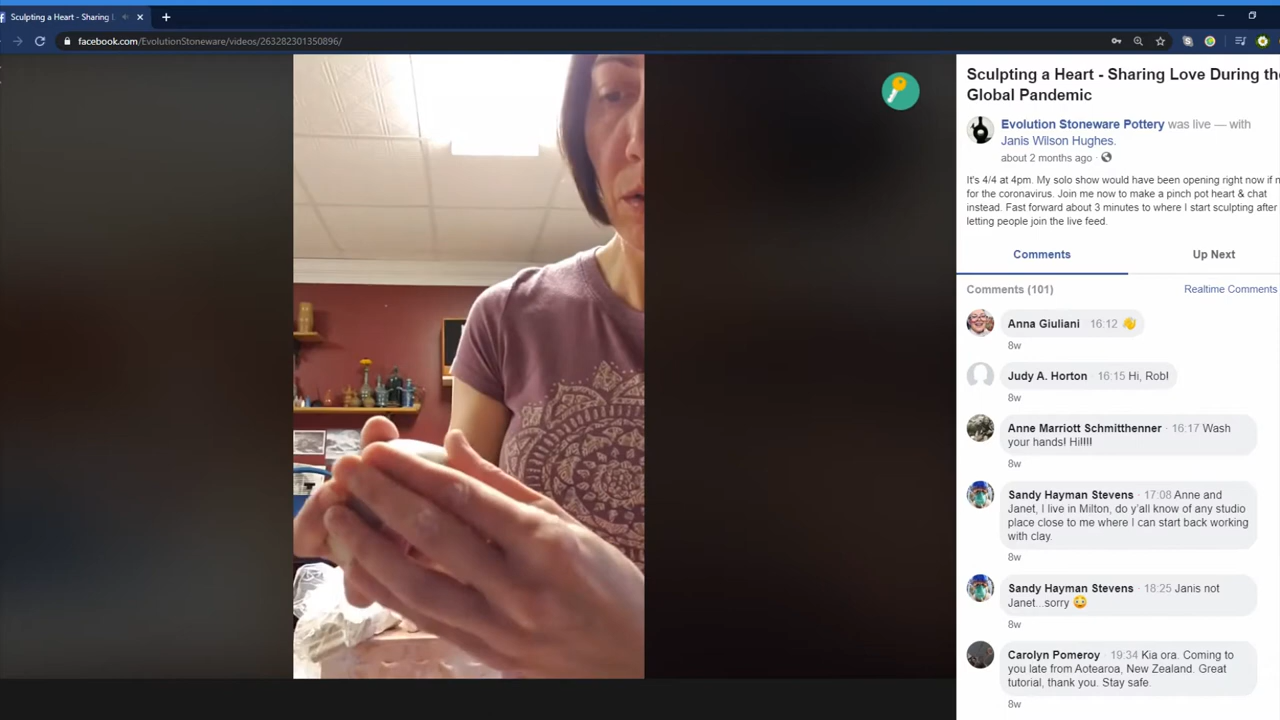 Sculpting a Heart - Sharing L
facebook.com/EvolutionStoneware/videos/263282301350896/
Sculpting a Heart - Sharing Love During the
Global Pandemic
Evolution Stoneware Pottery was live — with
Janis Wilson Hughes.
about 2 months ago ·
It's 4/4 at 4pm. My solo show would have been opening right now if n
for the coronavirus. Join me now to make a pinch pot heart & chat
instead. Fast forward about 3 minutes to where I start sculpting after
letting people join the live feed.
Comments Up Next
Comments (101) Realtime Comments
Anna Giuliani 16:12 👋
8w
Judy A. Horton · 16:15 Hi, Rob!
8w
Anne Marriott Schmitthenner · 16:17 Wash
your hands! Hi!!!!
8w
Sandy Hayman Stevens · 17:08 Anne and
Janet, I live in Milton, do y'all know of any studio
place close to me where I can start back working
with clay.
8w
Sandy Hayman Stevens · 18:25 Janis not
Janet...sorry 😳
8w
Carolyn Pomeroy · 19:34 Kia ora. Coming to
you late from Aotearoa, New Zealand. Great
tutorial, thank you. Stay safe.
8w